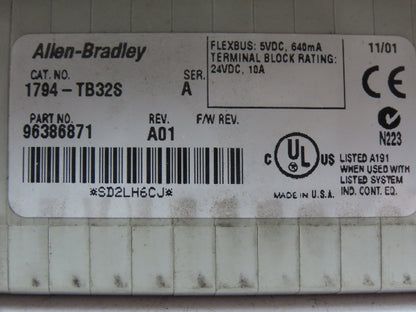 Allen-Bradley
FLEXBUS: 5VDC, 640mA
TERMINAL BLOCK RATING:
24VDC, 10A
11/01
CAT. NO. SER.
1794-TB32S A
CE
PART NO. REV. F/W REV.
96386871 A01
N223
C UL US
LISTED A191
WHEN USED WITH
LISTED SYSTEM
IND. CONT. EQ.
*SD2LH6CJ*
MADE IN U.S.A.